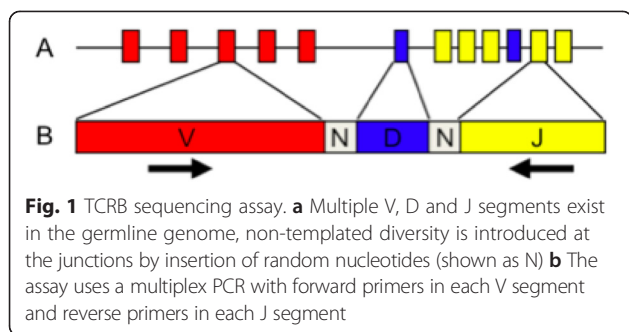 A
B
V N D N J
Fig. 1 TCRB sequencing assay. a Multiple V, D and J segments exist
in the germline genome, non-templated diversity is introduced at
the junctions by insertion of random nucleotides (shown as N) b The
assay uses a multiplex PCR with forward primers in each V segment
and reverse primers in each J segment